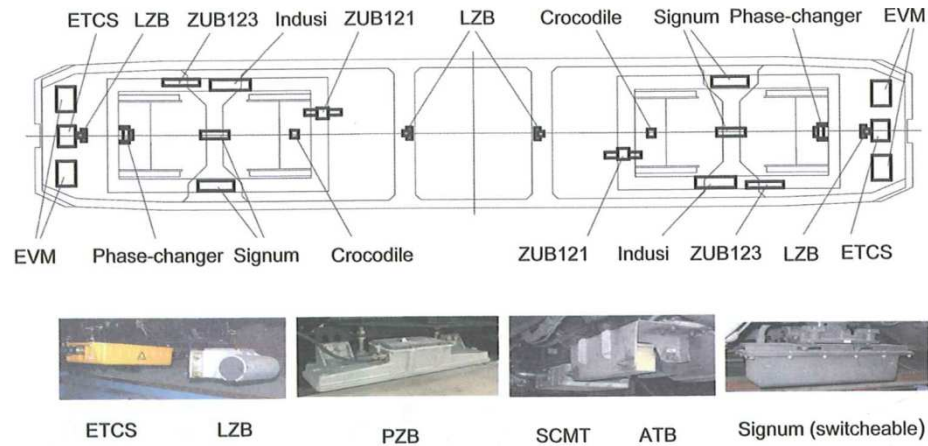 ETCS LZB ZUB123 Indusi ZUB121 LZB Crocodile Signum Phase-changer EVM
EVM Phase-changer Signum Crocodile ZUB121 Indusi ZUB123 LZB ETCS
ETCS LZB PZB SCMT ATB Signum (switcheable)